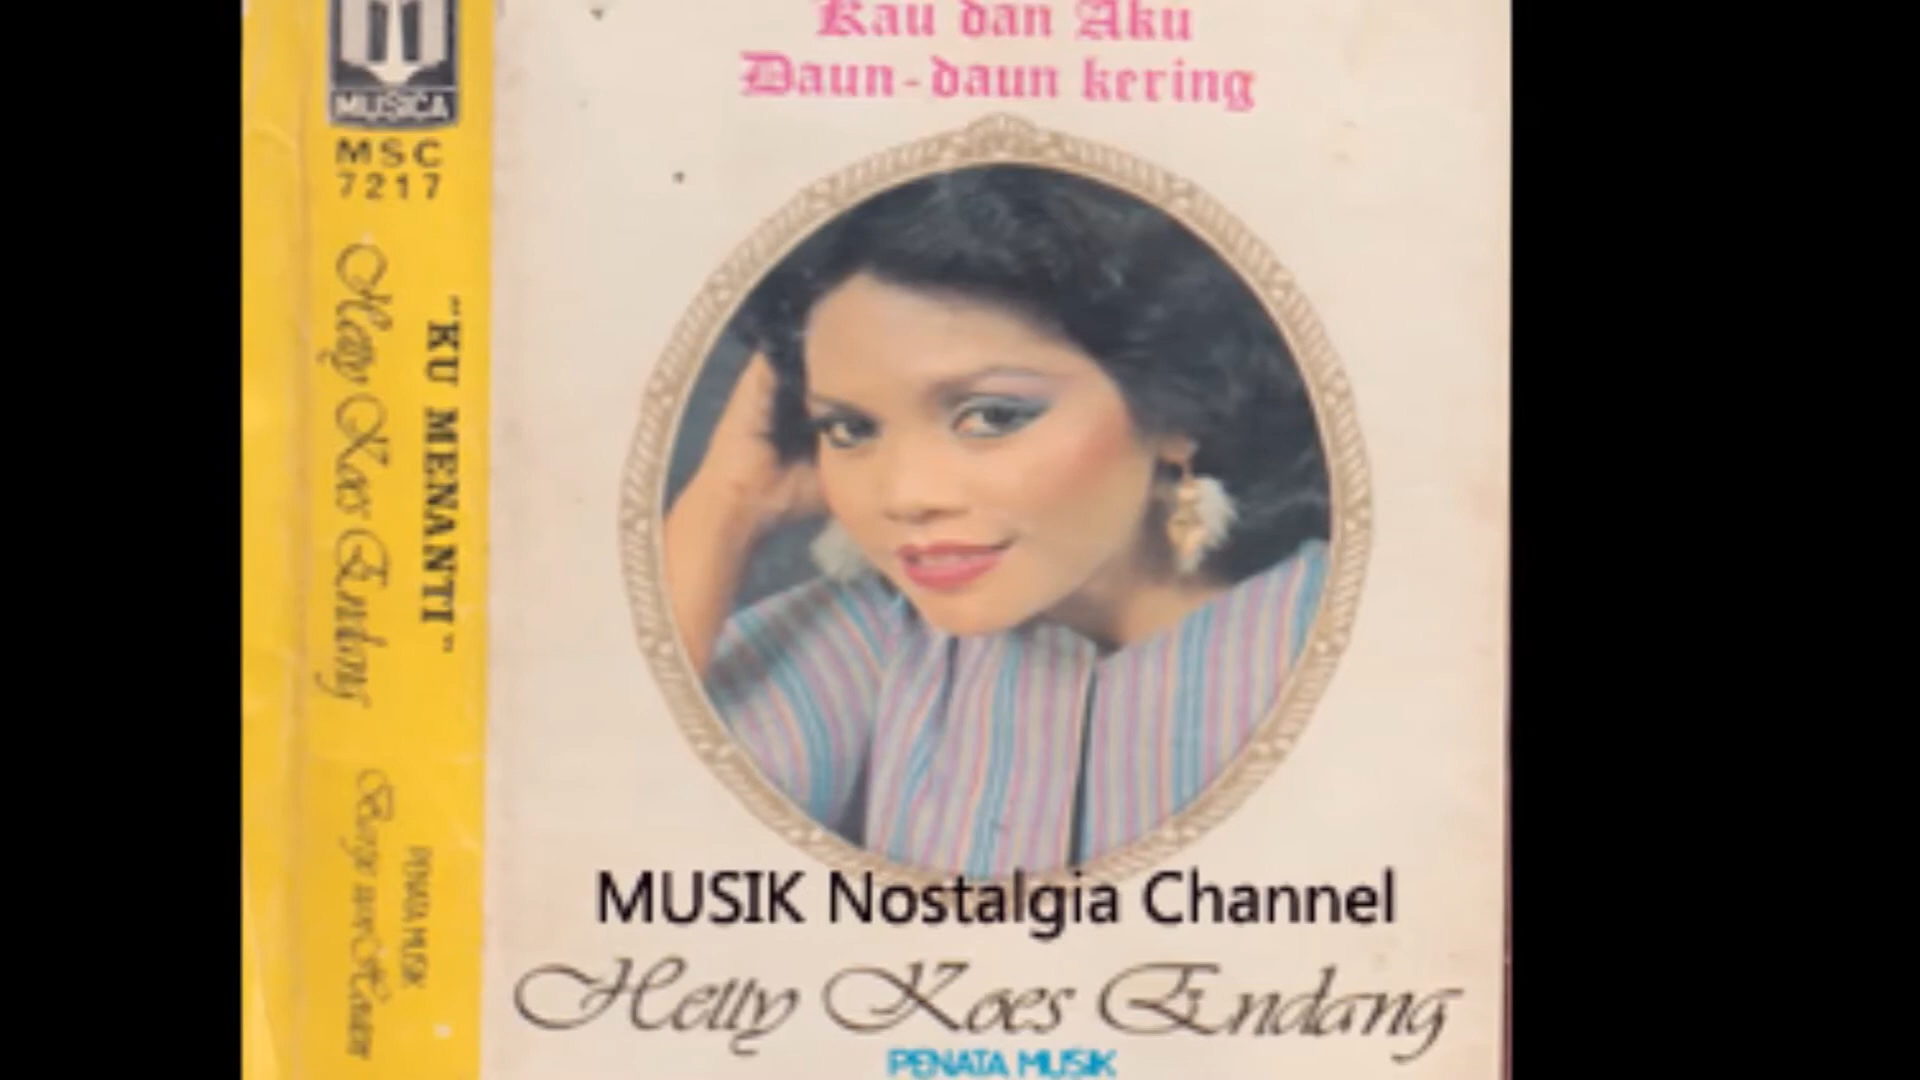 MUSICA
MSC
7217
"KU MENANTI"
Hetty Koes Endang
PENATA MUSIK
Kau dan Aku
Daun-daun kering
MUSIK Nostalgia Channel
Hetty Koes Endang
PENATA MUSIK